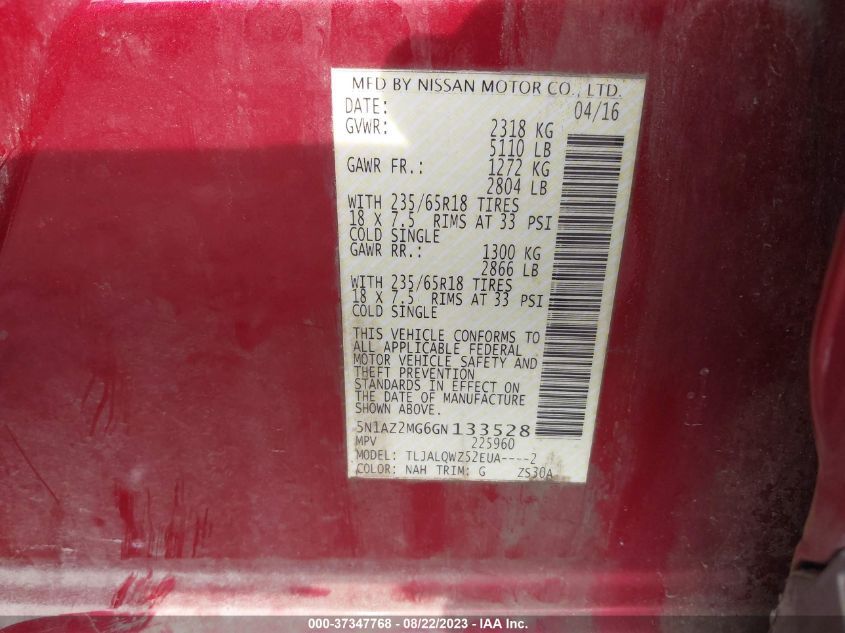 MFD BY NISSAN MOTOR CO., LTD.
DATE: 04/16
GVWR: 2318 KG
5110 LB
GAWR FR.: 1272 KG
2804 LB
WITH 235/65R18 TIRES
18 X 7.5 RIMS AT 33 PSI
COLD SINGLE
GAWR RR.: 1300 KG
2866 LB
WITH 235/65R18 TIRES
18 X 7.5 RIMS AT 33 PSI
COLD SINGLE
THIS VEHICLE CONFORMS TO
ALL APPLICABLE FEDERAL
MOTOR VEHICLE SAFETY AND
THEFT PREVENTION
STANDARDS IN EFFECT ON
THE DATE OF MANUFACTURE
SHOWN ABOVE.
5N1AZ2MG6GN133528
MPV 225960
MODEL: TLJALQWZ52EUA----2
COLOR: NAH TRIM: G ZS30A
000-37347768 - 08/22/2023 - IAA Inc.